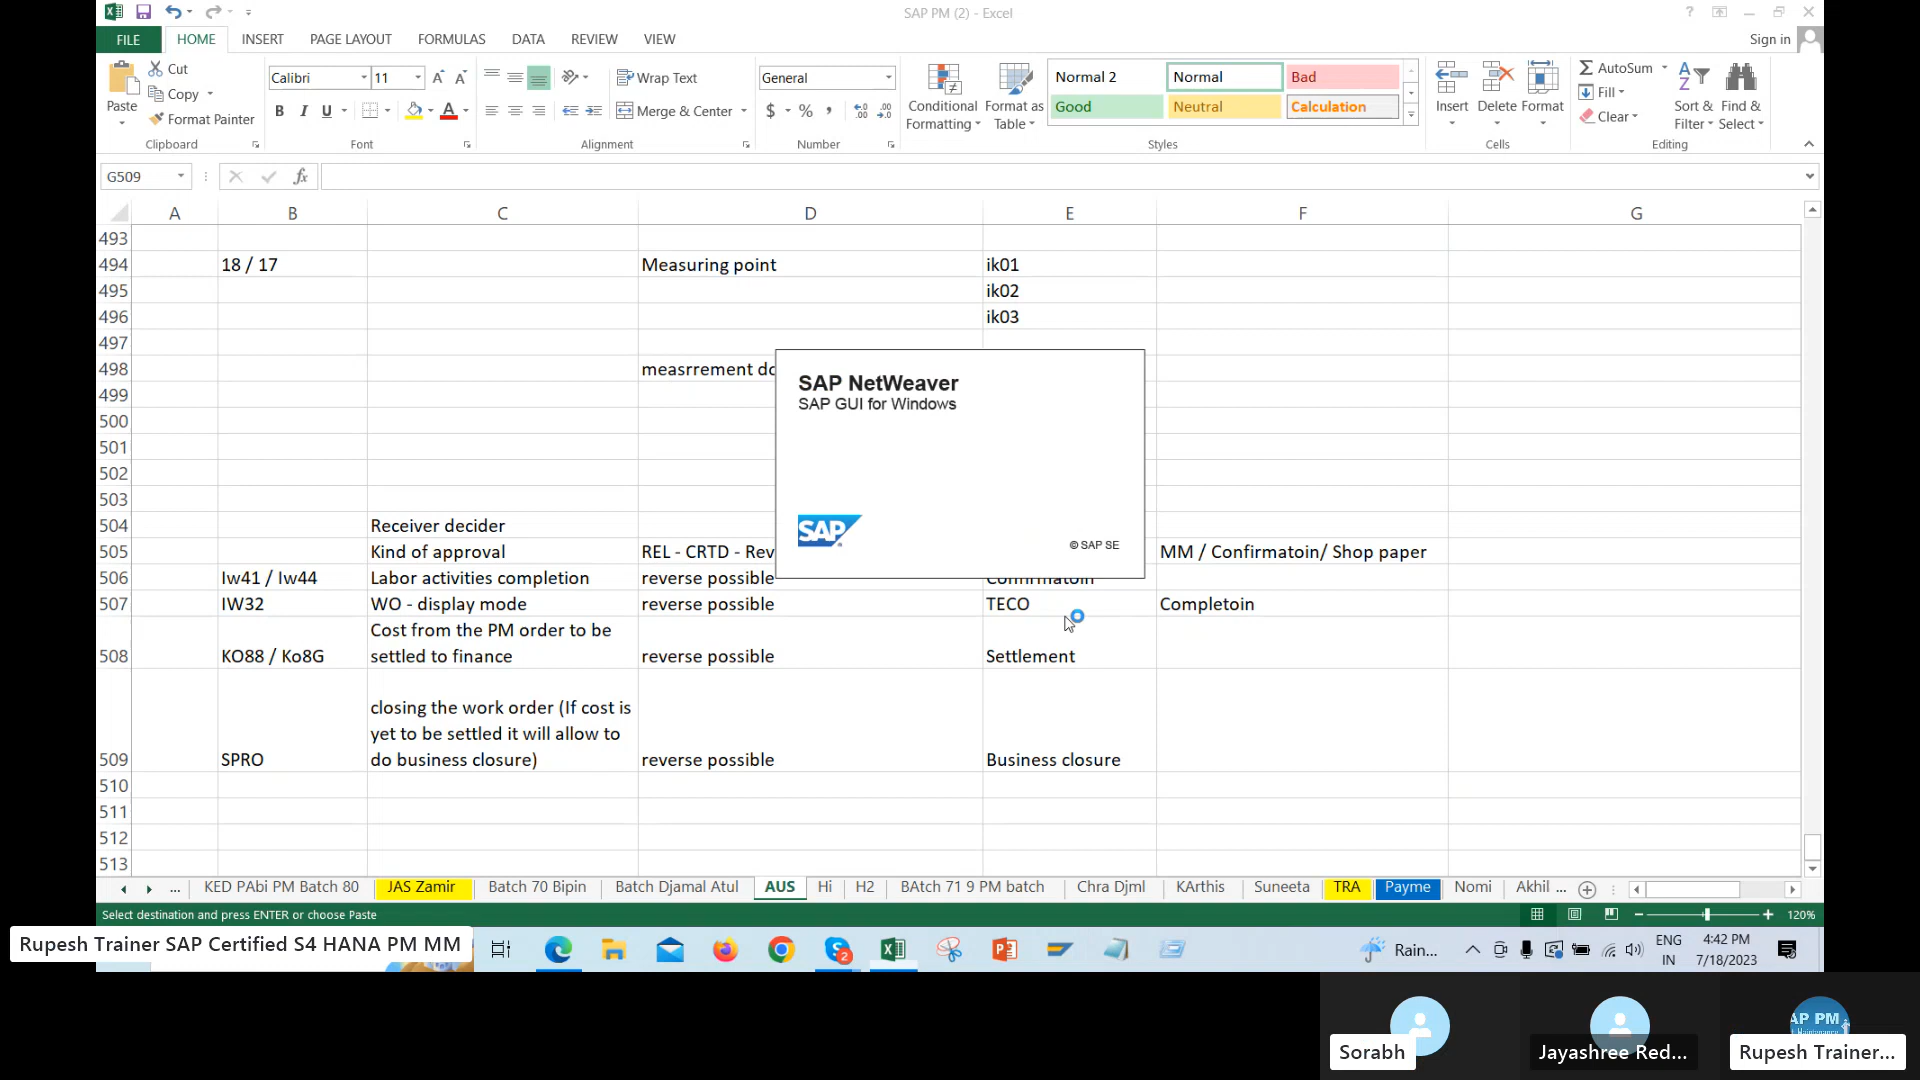 SAP PM (2) - Excel
FILE HOME INSERT PAGE LAYOUT FORMULAS DATA REVIEW VIEW Sign in
Cut
Copy
Format Painter
Paste
Clipboard
Calibri 11
B I U
Font
Wrap Text
Merge & Center
Alignment
General
$ % ,
Number
Conditional Formatting
Format as Table
Normal 2 Normal Bad
Good Neutral Calculation
Styles
Insert Delete Format
Cells
AutoSum
Fill
Clear
Sort & Filter
Find & Select
Editing
G509
fx
A B C D E F G
493
494 18 / 17 Measuring point ik01
495 ik02
496 ik03
497
498 measrrement do
499
500
501
502
503
504 Receiver decider
505 Kind of approval REL - CRTD - Rev MM / Confirmatoin/ Shop paper
506 Iw41 / Iw44 Labor activities completion reverse possible Confirmatoin
507 IW32 WO - display mode reverse possible TECO Completoin
Cost from the PM order to be
508 KO88 / Ko8G settled to finance reverse possible Settlement
closing the work order (If cost is
yet to be settled it will allow to
509 SPRO do business closure) reverse possible Business closure
510
511
512
513
SAP NetWeaver
SAP GUI for Windows
SAP
© SAP SE
... KED PAbi PM Batch 80 JAS Zamir Batch 70 Bipin Batch Djamal Atul AUS Hi H2 BAtch 71 9 PM batch Chra Djml KArthis Suneeta TRA Payme Nomi Akhil ...
Select destination and press ENTER or choose Paste 120%
Rupesh Trainer SAP Certified S4 HANA PM MM
2
Rain...
ENG
IN
4:42 PM
7/18/2023
AP PM
Sorabh
Jayashree Red...
Rupesh Trainer...